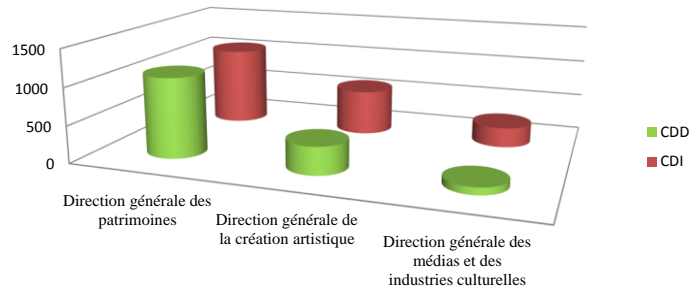 1500
1000
500
0
Direction générale des
patrimoines
Direction générale de
la création artistique
Direction générale des
médias et des
industries culturelles
CDD
CDI